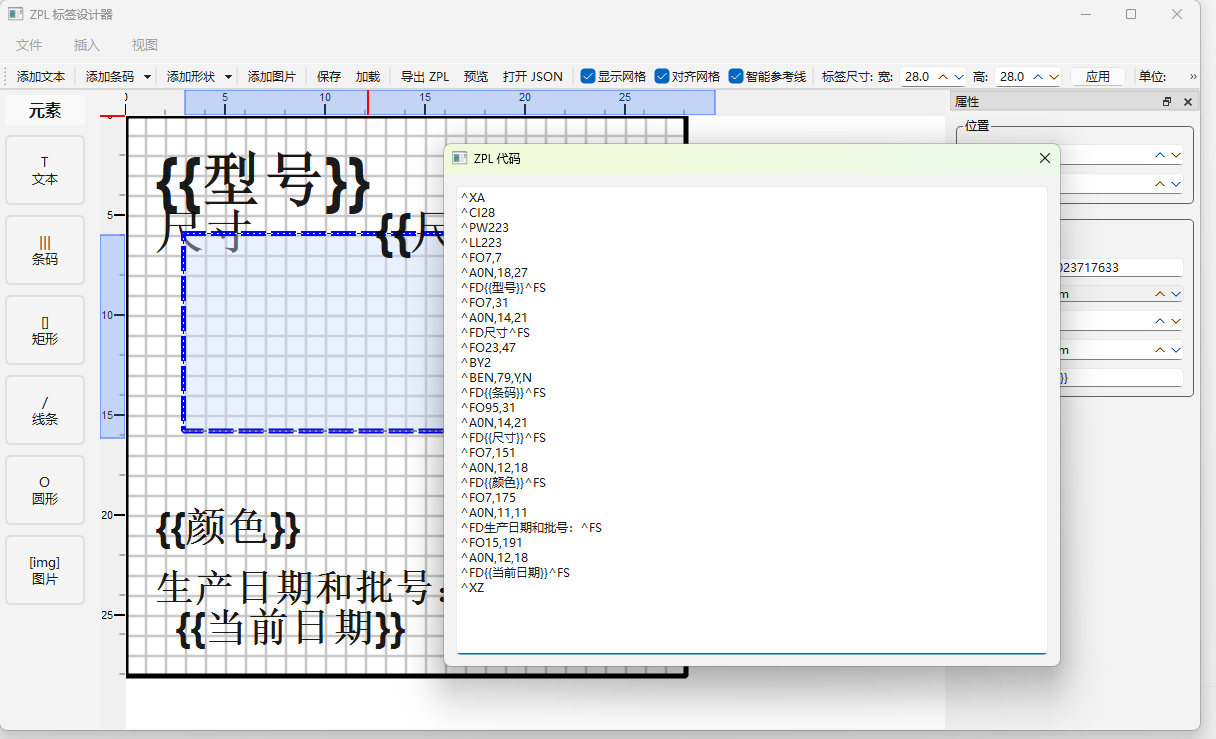 ZPL 标签设计器
文件 插入 视图
添加文本 添加条码 添加形状 添加图片 保存 加载 导出 ZPL 预览 打开 JSON 显示网格 对齐网格 智能参考线 标签尺寸: 宽: 28.0 高: 28.0 应用 单位: »
元素
T
文本
|||
条码
[]
矩形
/
线条
O
圆形
[img]
图片
0 5 10 15 20 25
5
10
15
20
25
{{型号}}
尺寸
{{尺
{{颜色}}
生产日期和批号:
{{当前日期}}
ZPL 代码
^XA
^CI28
^PW223
^LL223
^FO7,7
^A0N,18,27
^FD{{型号}}^FS
^FO7,31
^A0N,14,21
^FD尺寸^FS
^FO23,47
^BY2
^BEN,79,Y,N
^FD{{条码}}^FS
^FO95,31
^A0N,14,21
^FD{{尺寸}}^FS
^FO7,151
^A0N,12,18
^FD{{颜色}}^FS
^FO7,175
^A0N,11,11
^FD生产日期和批号：^FS
^FO15,191
^A0N,12,18
^FD{{当前日期}}^FS
^XZ
属性
位置
023717633
m
m
}}